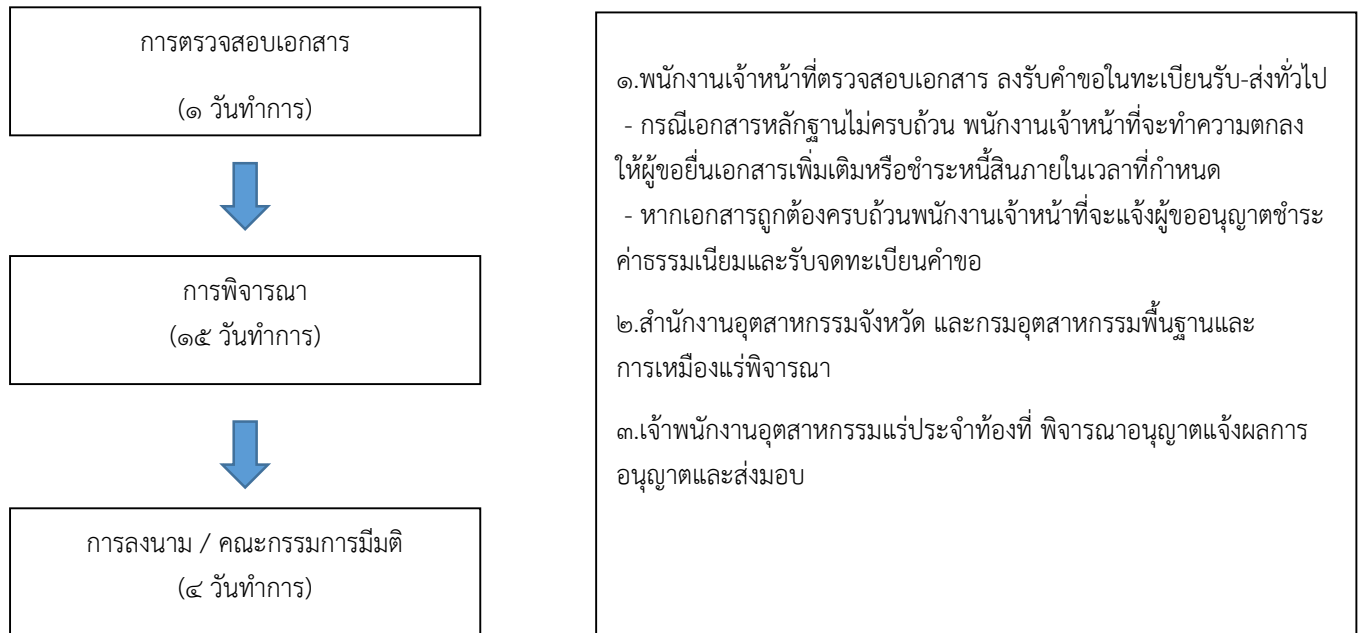 การตรวจสอบเอกสาร
(๑ วันทำการ)
การพิจารณา
(๑๕ วันทำการ)
การลงนาม / คณะกรรมการมีมติ
(๔ วันทำการ)
๑.พนักงานเจ้าหน้าที่ตรวจสอบเอกสาร ลงรับคำขอในทะเบียนรับ-ส่งทั่วไป
- กรณีเอกสารหลักฐานไม่ครบถ้วน พนักงานเจ้าหน้าที่จะทำความตกลง
ให้ผู้ขอยื่นเอกสารเพิ่มเติมหรือชำระหนี้สินภายในเวลาที่กำหนด
- หากเอกสารถูกต้องครบถ้วนพนักงานเจ้าหน้าที่จะแจ้งผู้ขออนุญาตชำระ
ค่าธรรมเนียมและรับจดทะเบียนคำขอ
๒.สำนักงานอุตสาหกรรมจังหวัด และกรมอุตสาหกรรมพื้นฐานและ
การเหมืองแร่พิจารณา
๓.เจ้าพนักงานอุตสาหกรรมแร่ประจำท้องที่ พิจารณาอนุญาตแจ้งผลการ
อนุญาตและส่งมอบ